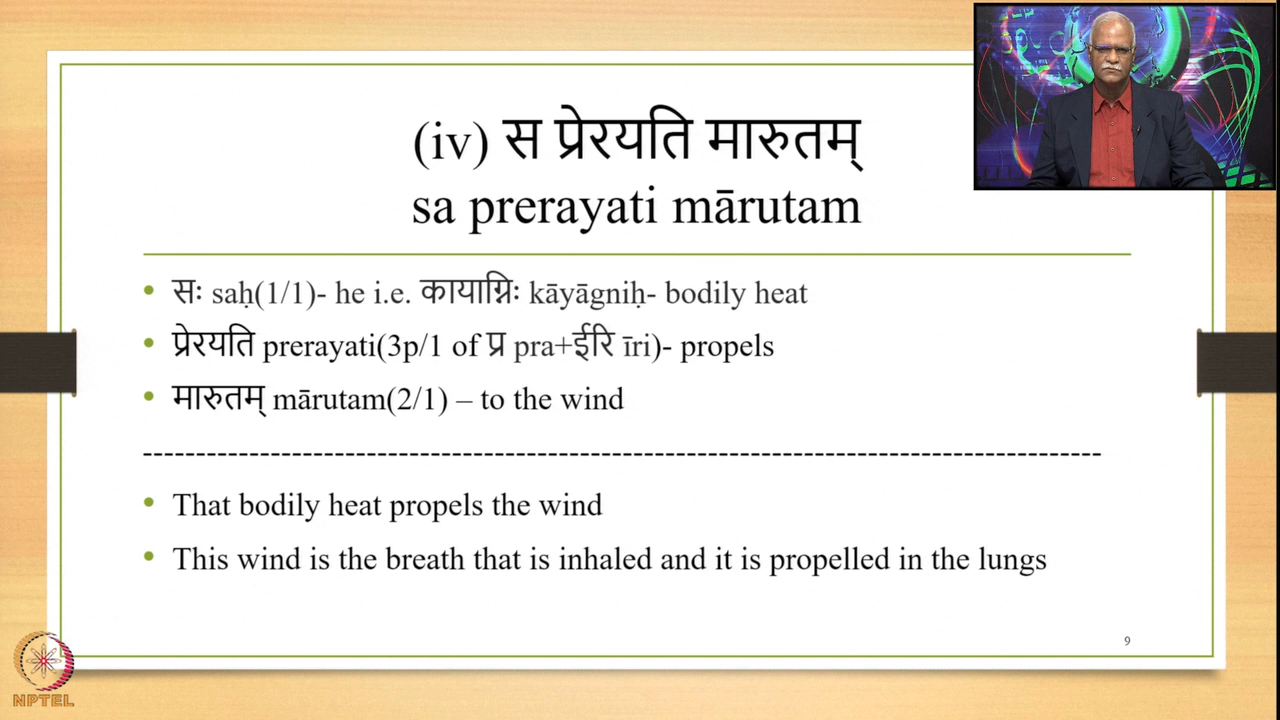 (iv) स प्रेरयति मारुतम्
sa prerayati mārutam
• सः saḥ(1/1)- he i.e. कायाग्निः kāyāgniḥ- bodily heat
• प्रेरयति prerayati(3p/1 of प्र pra+ईरि īri)- propels
• मारुतम् mārutam(2/1) – to the wind
--------------------------------------------------------------------------------------
• That bodily heat propels the wind
• This wind is the breath that is inhaled and it is propelled in the lungs
9
NPTEL